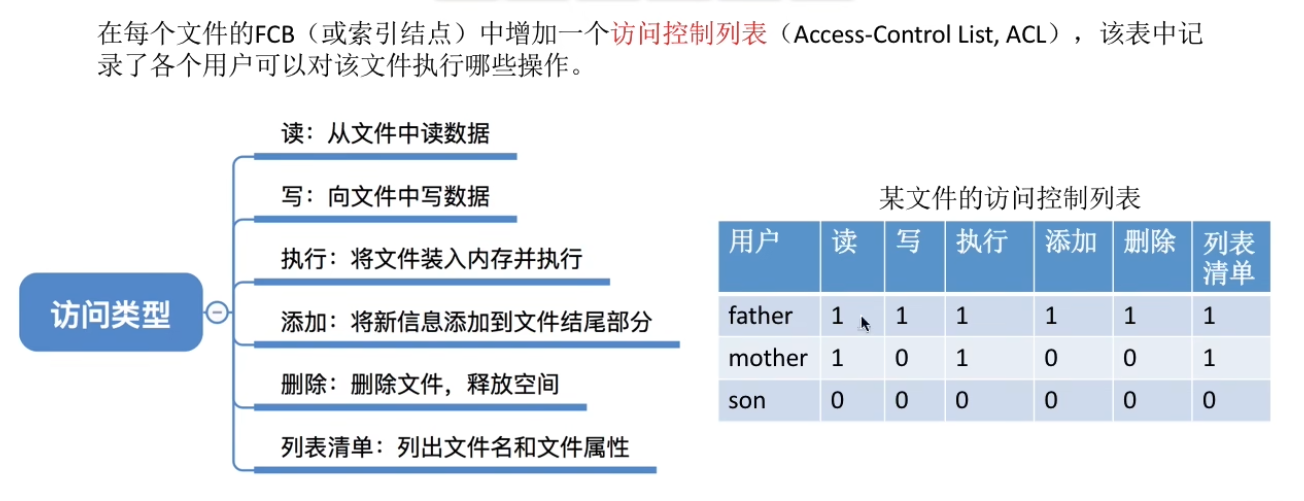 在每个文件的FCB（或索引结点）中增加一个访问控制列表（Access-Control List, ACL），该表中记
录了各个用户可以对该文件执行哪些操作。
访问类型
读：从文件中读数据
写：向文件中写数据
执行：将文件装入内存并执行
添加：将新信息添加到文件结尾部分
删除：删除文件，释放空间
列表清单：列出文件名和文件属性
某文件的访问控制列表
用户 读 写 执行 添加 删除 列表
清单
father 1 1 1 1 1 1
mother 1 0 1 0 0 1
son 0 0 0 0 0 0